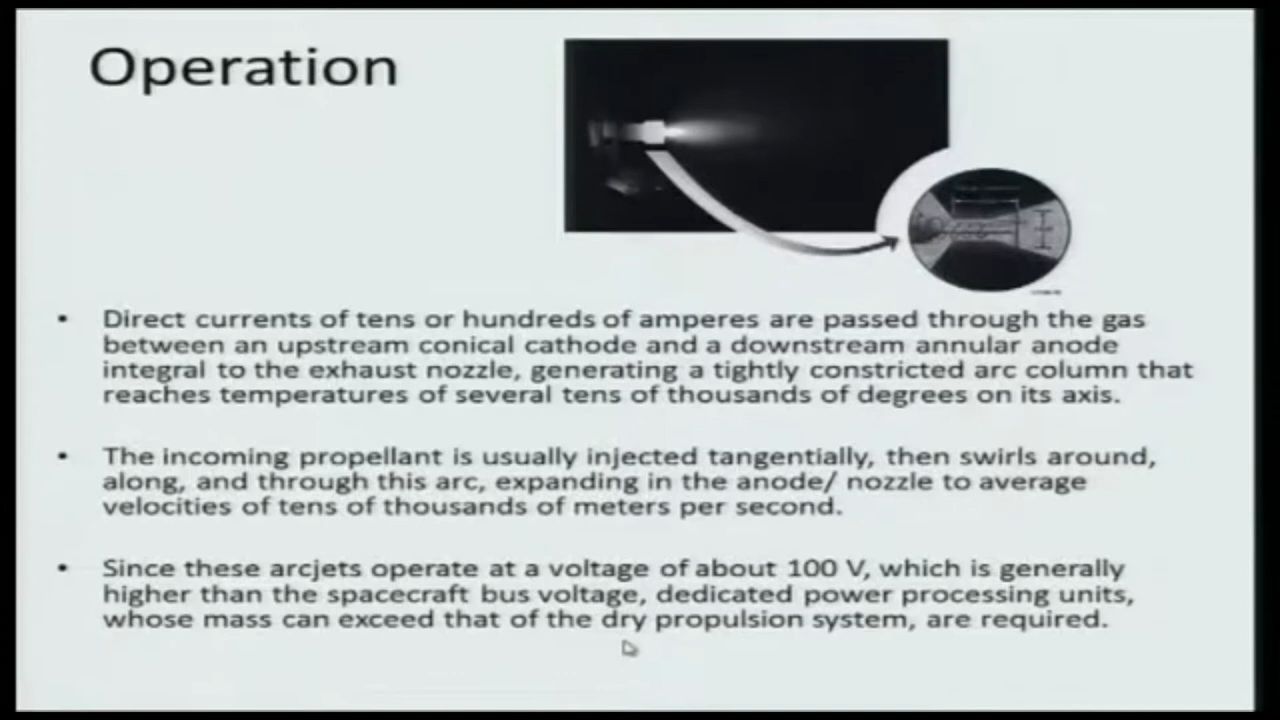 Operation
• Direct currents of tens or hundreds of amperes are passed through the gas
between an upstream conical cathode and a downstream annular anode
integral to the exhaust nozzle, generating a tightly constricted arc column that
reaches temperatures of several tens of thousands of degrees on its axis.
• The incoming propellant is usually injected tangentially, then swirls around,
along, and through this arc, expanding in the anode/ nozzle to average
velocities of tens of thousands of meters per second.
• Since these arcjets operate at a voltage of about 100 V, which is generally
higher than the spacecraft bus voltage, dedicated power processing units,
whose mass can exceed that of the dry propulsion system, are required.